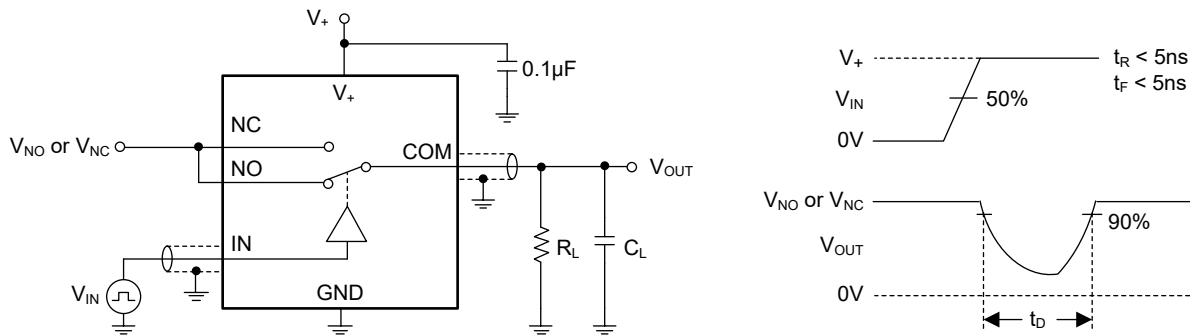 V+
V+
0.1µF
NC
VNO or VNC
NO
COM
VOUT
IN
RL
CL
VIN
GND
V+
tR < 5ns
tF < 5ns
VIN
50%
0V
VNO or VNC
90%
VOUT
0V
tD